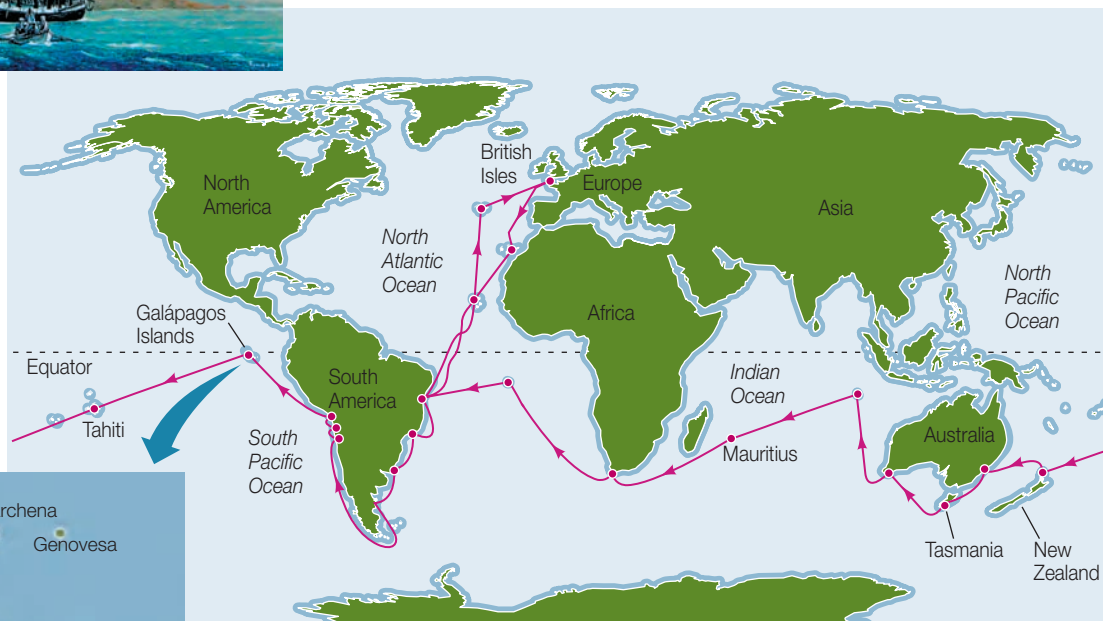 British
Isles
Europe
North
America
Asia
North
Atlantic
Ocean
North
Pacific
Ocean
Galápagos
Islands
Africa
Equator
South
America
Indian
Ocean
Tahiti
South
Pacific
Ocean
Mauritius
Australia
Tasmania
New
Zealand
rchena
Genovesa